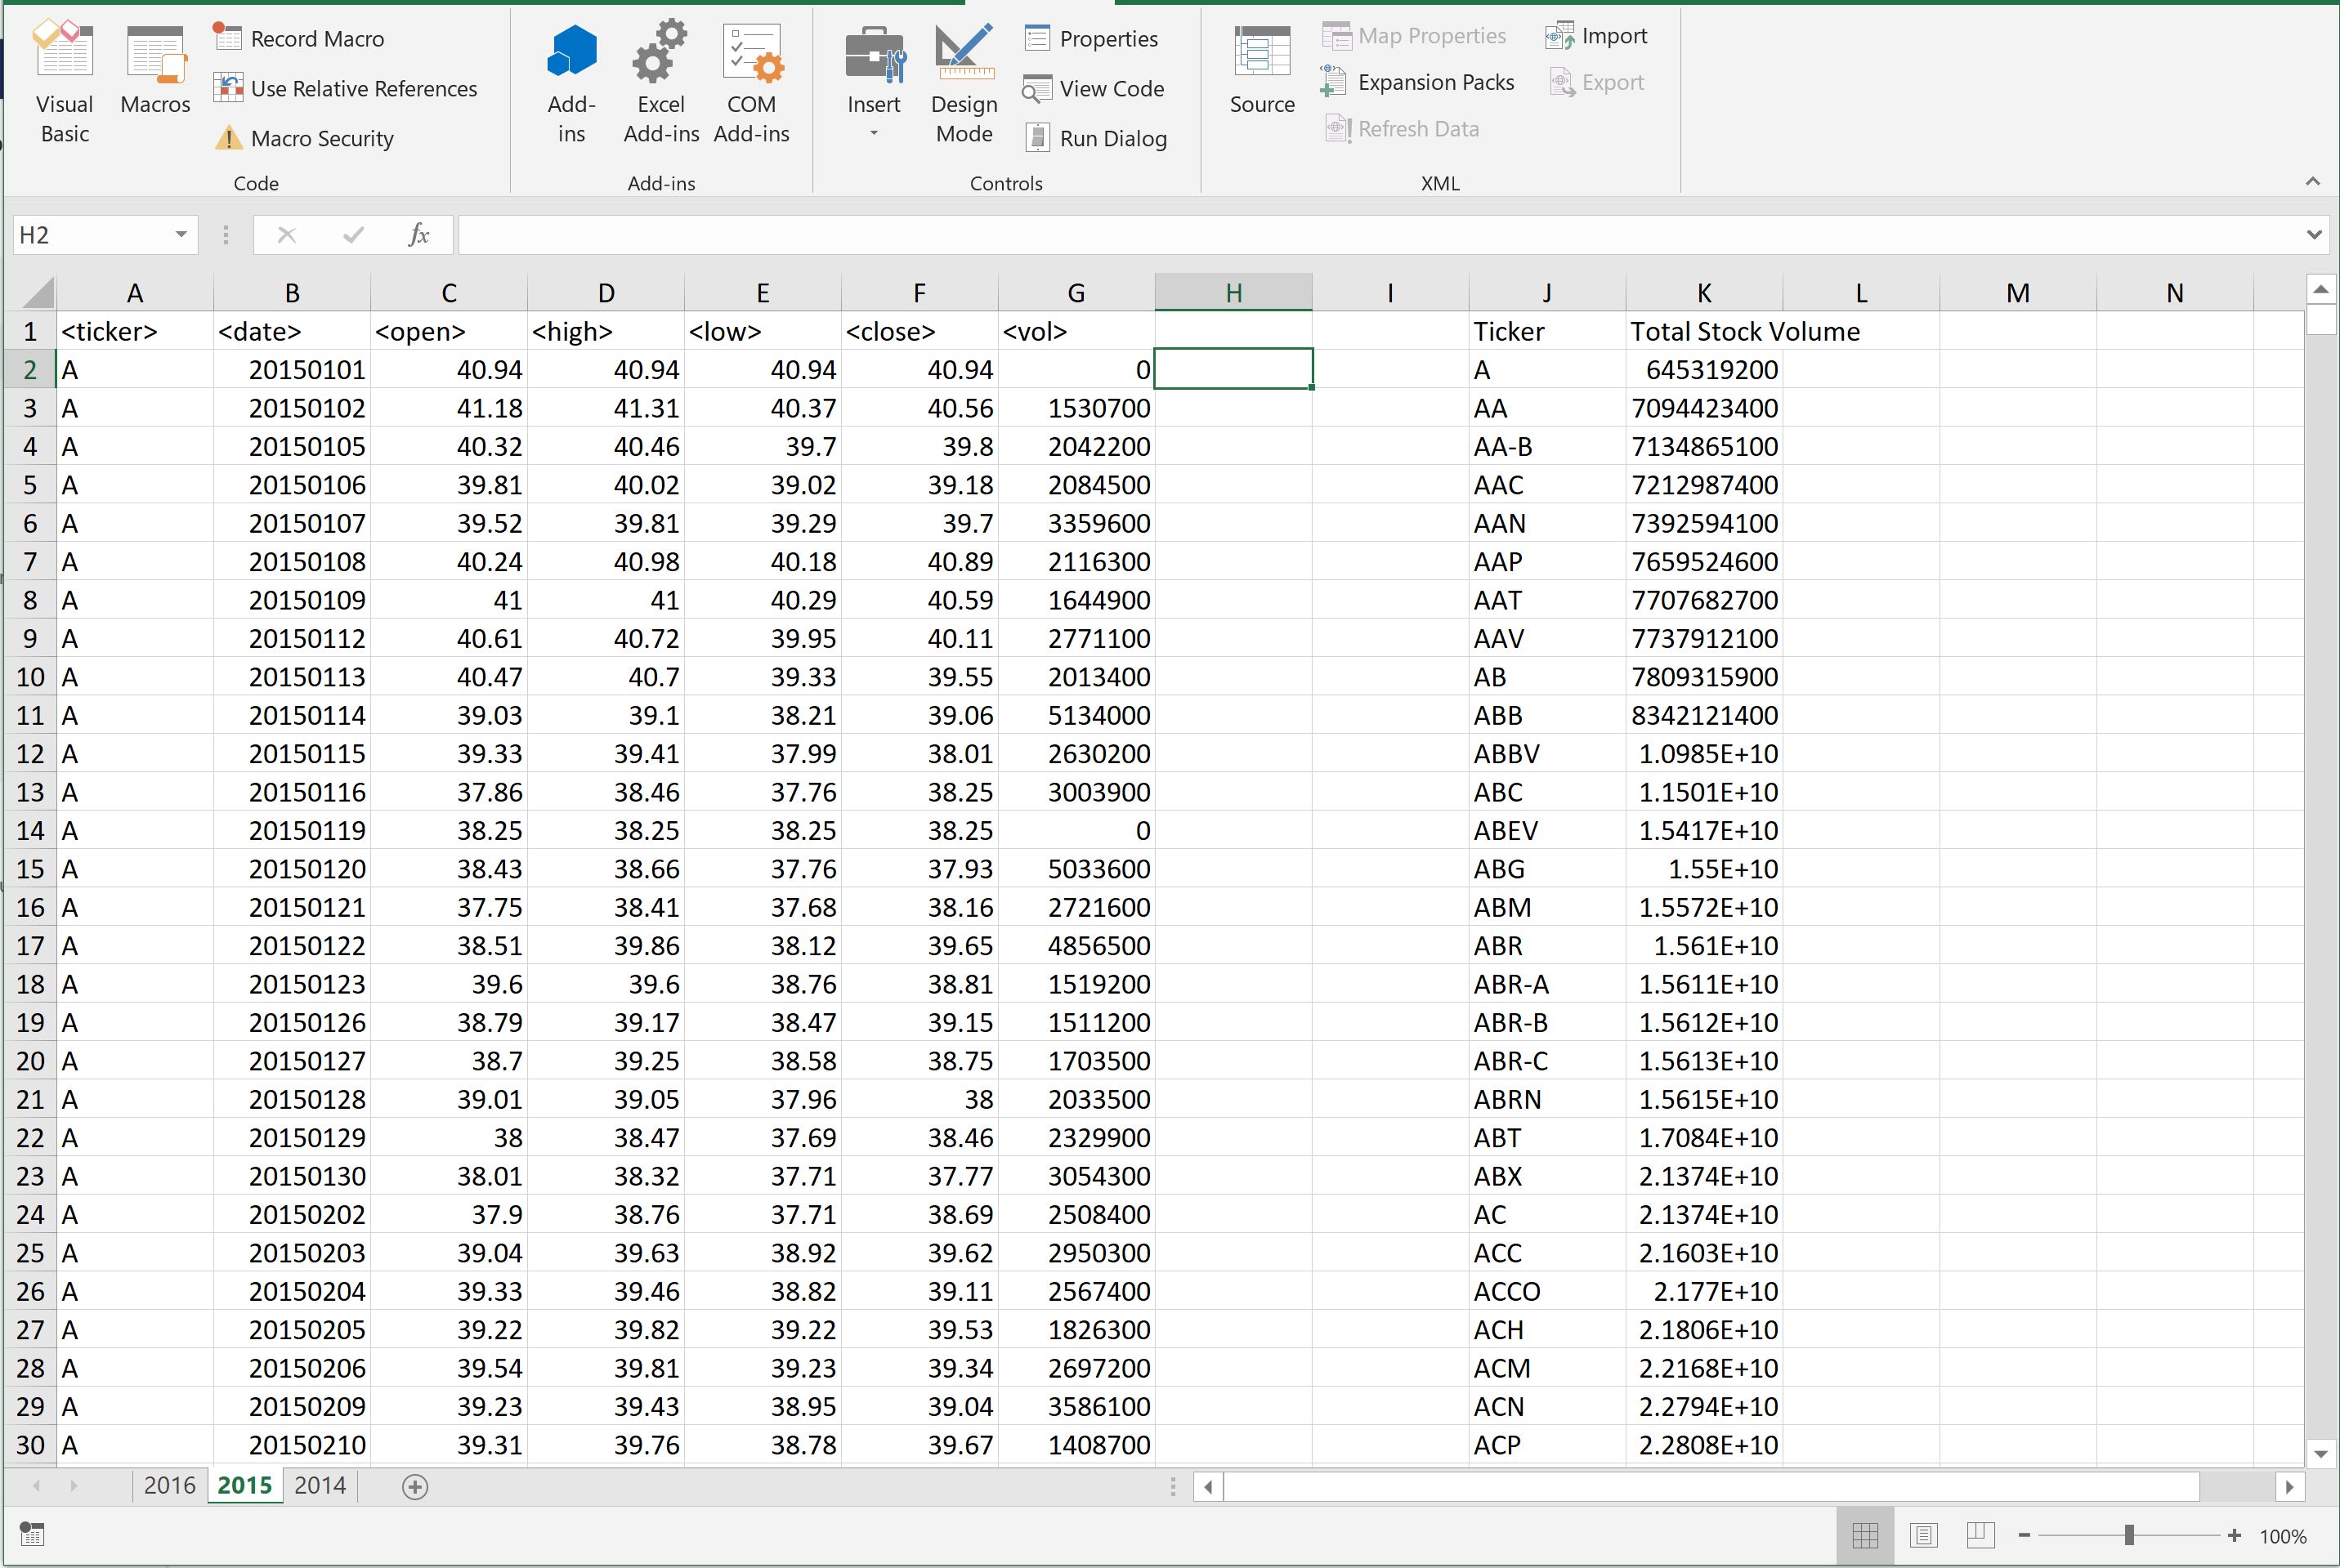 Visual Basic
Macros
Record Macro
Use Relative References
Macro Security
Code
Add-ins
Excel Add-ins
COM Add-ins
Add-ins
Insert
Design Mode
Properties
View Code
Run Dialog
Controls
Source
Map Properties
Expansion Packs
Refresh Data
Import
Export
XML
H2 fx
A B C D E F G H I J K L M N
1 <ticker> <date> <open> <high> <low> <close> <vol> Ticker Total Stock Volume
2 A 20150101 40.94 40.94 40.94 40.94 0 A 645319200
3 A 20150102 41.18 41.31 40.37 40.56 1530700 AA 7094423400
4 A 20150105 40.32 40.46 39.7 39.8 2042200 AA-B 7134865100
5 A 20150106 39.81 40.02 39.02 39.18 2084500 AAC 7212987400
6 A 20150107 39.52 39.81 39.29 39.7 3359600 AAN 7392594100
7 A 20150108 40.24 40.98 40.18 40.89 2116300 AAP 7659524600
8 A 20150109 41 41 40.29 40.59 1644900 AAT 7707682700
9 A 20150112 40.61 40.72 39.95 40.11 2771100 AAV 7737912100
10 A 20150113 40.47 40.7 39.33 39.55 2013400 AB 7809315900
11 A 20150114 39.03 39.1 38.21 39.06 5134000 ABB 8342121400
12 A 20150115 39.33 39.41 37.99 38.01 2630200 ABBV 1.0985E+10
13 A 20150116 37.86 38.46 37.76 38.25 3003900 ABC 1.1501E+10
14 A 20150119 38.25 38.25 38.25 38.25 0 ABEV 1.5417E+10
15 A 20150120 38.43 38.66 37.76 37.93 5033600 ABG 1.55E+10
16 A 20150121 37.75 38.41 37.68 38.16 2721600 ABM 1.5572E+10
17 A 20150122 38.51 39.86 38.12 39.65 4856500 ABR 1.561E+10
18 A 20150123 39.6 39.6 38.76 38.81 1519200 ABR-A 1.5611E+10
19 A 20150126 38.79 39.17 38.47 39.15 1511200 ABR-B 1.5612E+10
20 A 20150127 38.7 39.25 38.58 38.75 1703500 ABR-C 1.5613E+10
21 A 20150128 39.01 39.05 37.96 38 2033500 ABRN 1.5615E+10
22 A 20150129 38 38.47 37.69 38.46 2329900 ABT 1.7084E+10
23 A 20150130 38.01 38.32 37.71 37.77 3054300 ABX 2.1374E+10
24 A 20150202 37.9 38.76 37.71 38.69 2508400 AC 2.1374E+10
25 A 20150203 39.04 39.63 38.92 39.62 2950300 ACC 2.1603E+10
26 A 20150204 39.33 39.46 38.82 39.11 2567400 ACCO 2.177E+10
27 A 20150205 39.22 39.82 39.22 39.53 1826300 ACH 2.1806E+10
28 A 20150206 39.54 39.81 39.23 39.34 2697200 ACM 2.2168E+10
29 A 20150209 39.23 39.43 38.95 39.04 3586100 ACN 2.2794E+10
30 A 20150210 39.31 39.76 38.78 39.67 1408700 ACP 2.2808E+10
2016 2015 2014
100%